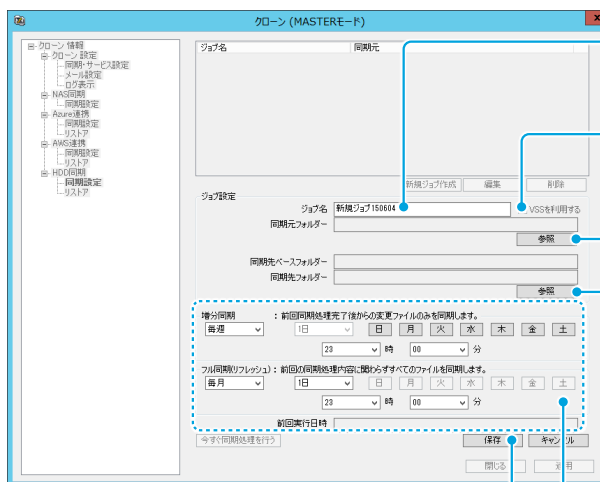 クローン (MASTERモード)
x
クローン 情報
クローン 設定
同期・サービス設定
メール設定
ログ表示
NAS同期
同期設定
Azure連携
同期設定
リストア
AWS連携
同期設定
リストア
HDD同期
同期設定
リストア
ジョブ名 同期元
新規ジョブ作成 編集 削除
ジョブ設定
ジョブ名 新規ジョブ150604 VSSを利用する
同期元フォルダー
参照
同期先ベースフォルダー
同期先フォルダー
参照
増分同期 : 前回同期処理完了後からの変更ファイルのみを同期します。
毎週 1日 日 月 火 水 木 金 土
23 時 00 分
フル同期(リフレッシュ) : 前回の同期処理内容に関わらずすべてのファイルを同期します。
毎月 1日 日 月 火 水 木 金 土
23 時 00 分
前回実行日時
今すぐ同期処理を行う 保存 キャンセル
閉じる 適用